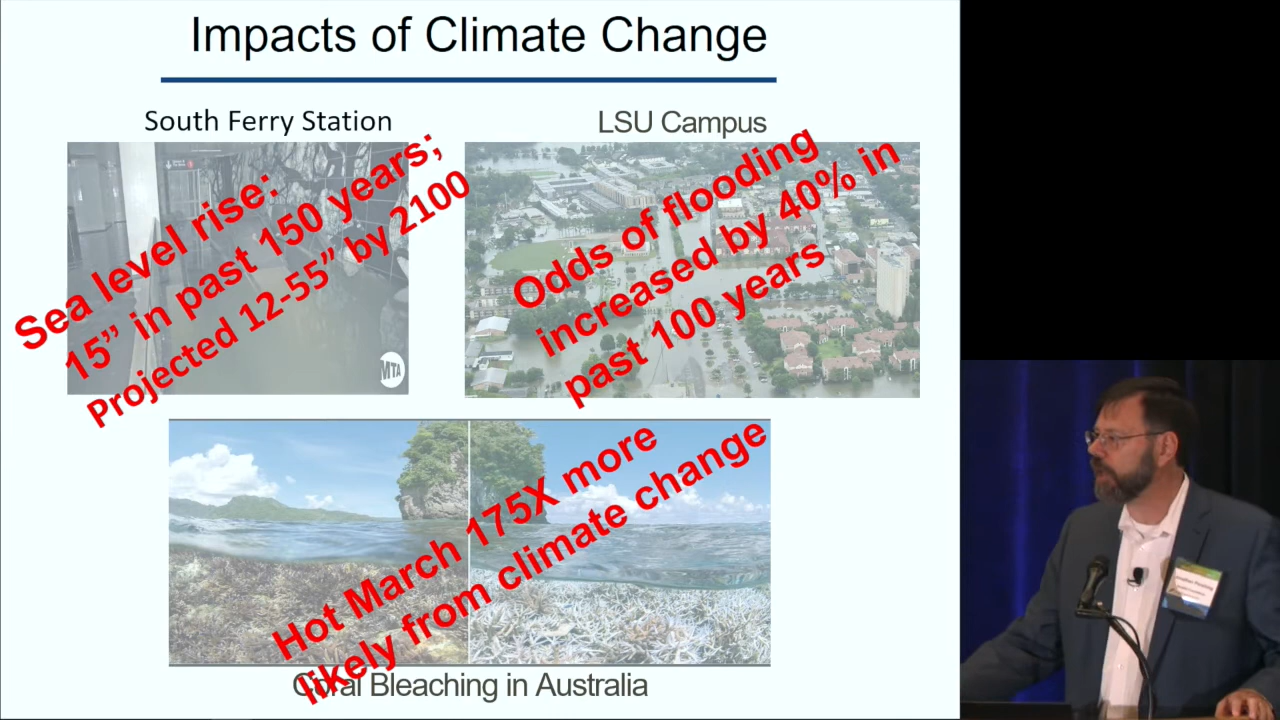 Impacts of Climate Change
South Ferry Station
Sea level rise:
15” in past 150 years;
Projected 12-55” by 2100
MTA
LSU Campus
Odds of flooding
increased by 40% in
past 100 years
Hot March 175X more
likely from climate change
Coral Bleaching in Australia
Jonathan